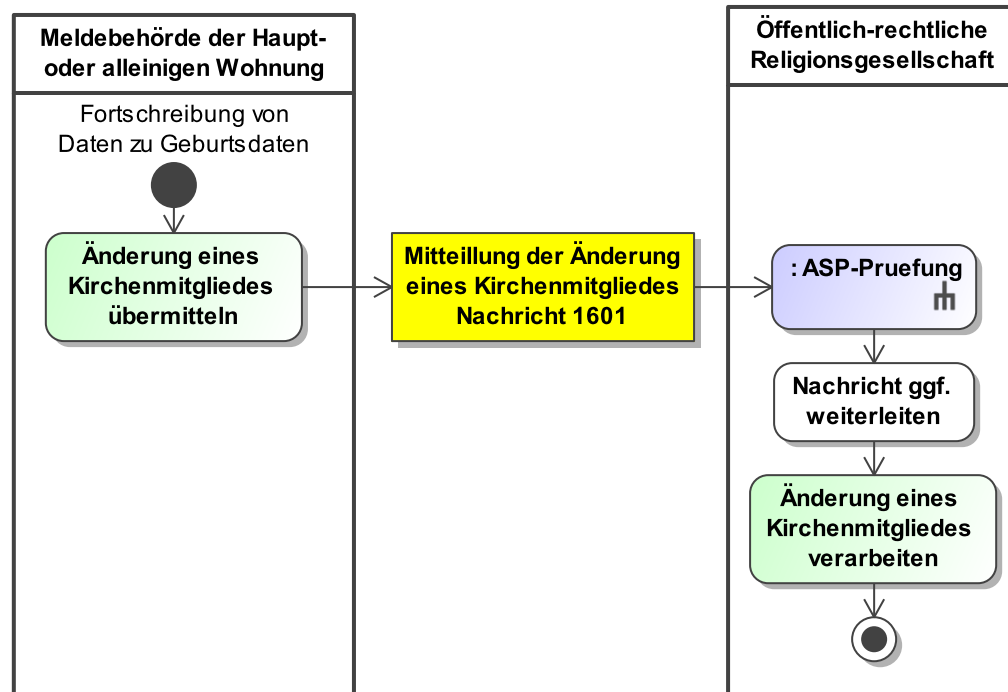 Meldebehörde der Haupt-
oder alleinigen Wohnung
Fortschreibung von
Daten zu Geburtsdaten
Änderung eines
Kirchenmitgliedes
übermitteln
Mitteillung der Änderung
eines Kirchenmitgliedes
Nachricht 1601
Öffentlich-rechtliche
Religionsgesellschaft
: ASP-Pruefung
Nachricht ggf.
weiterleiten
Änderung eines
Kirchenmitgliedes
verarbeiten